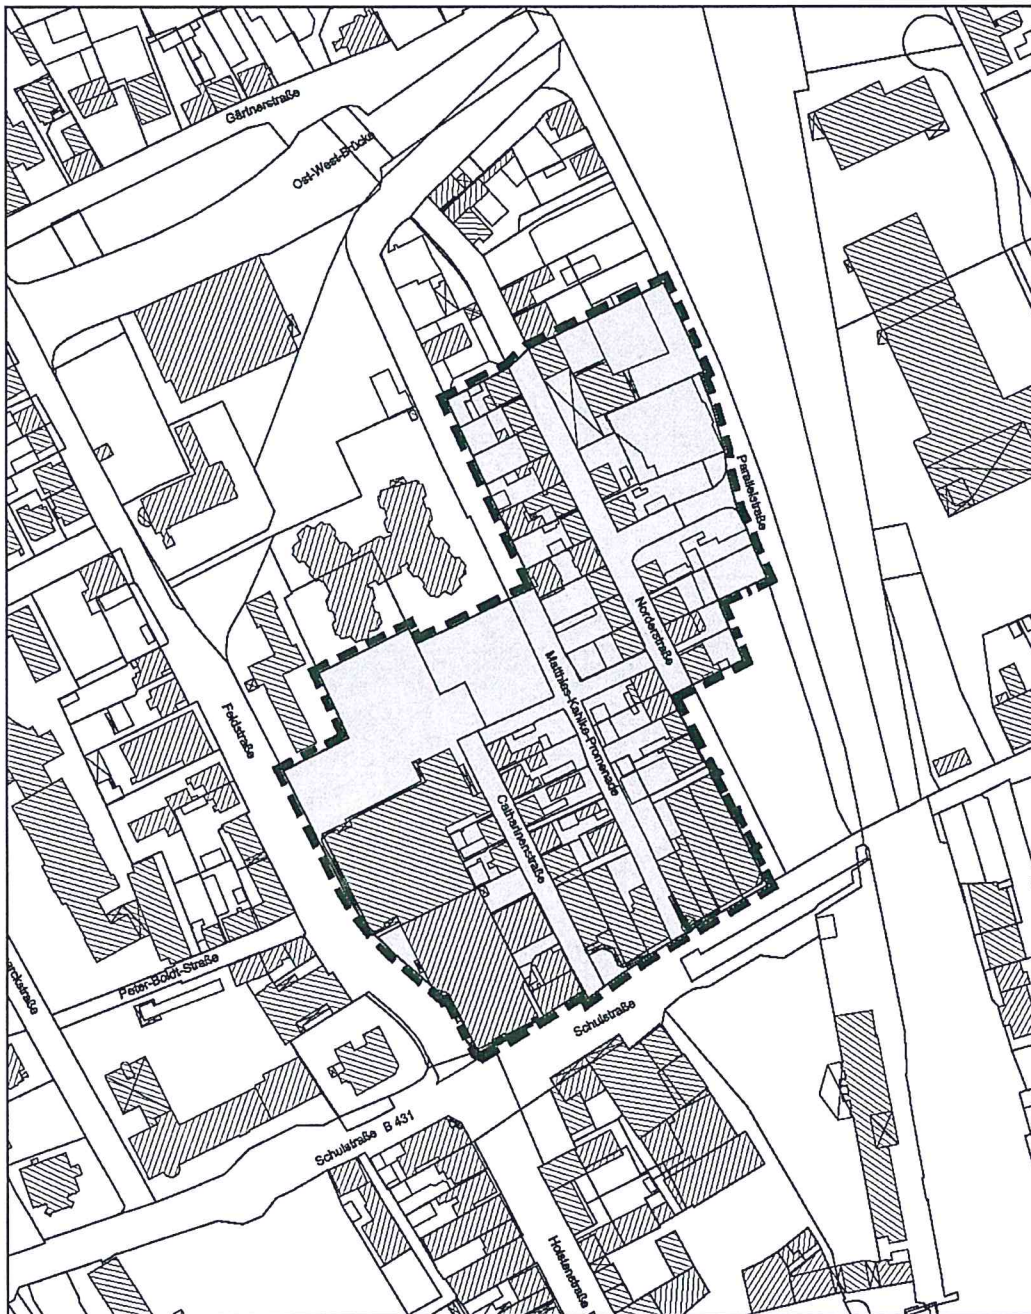 Gärtnerstraße
Ost-West-Brücke
Parallelstraße
Norderstraße
Matthias-Kahlke-Promenade
Feldstraße
Catharinenstraße
Peter-Boldt-Straße
Schulstraße
Schulstraße B 431
Holstenstraße